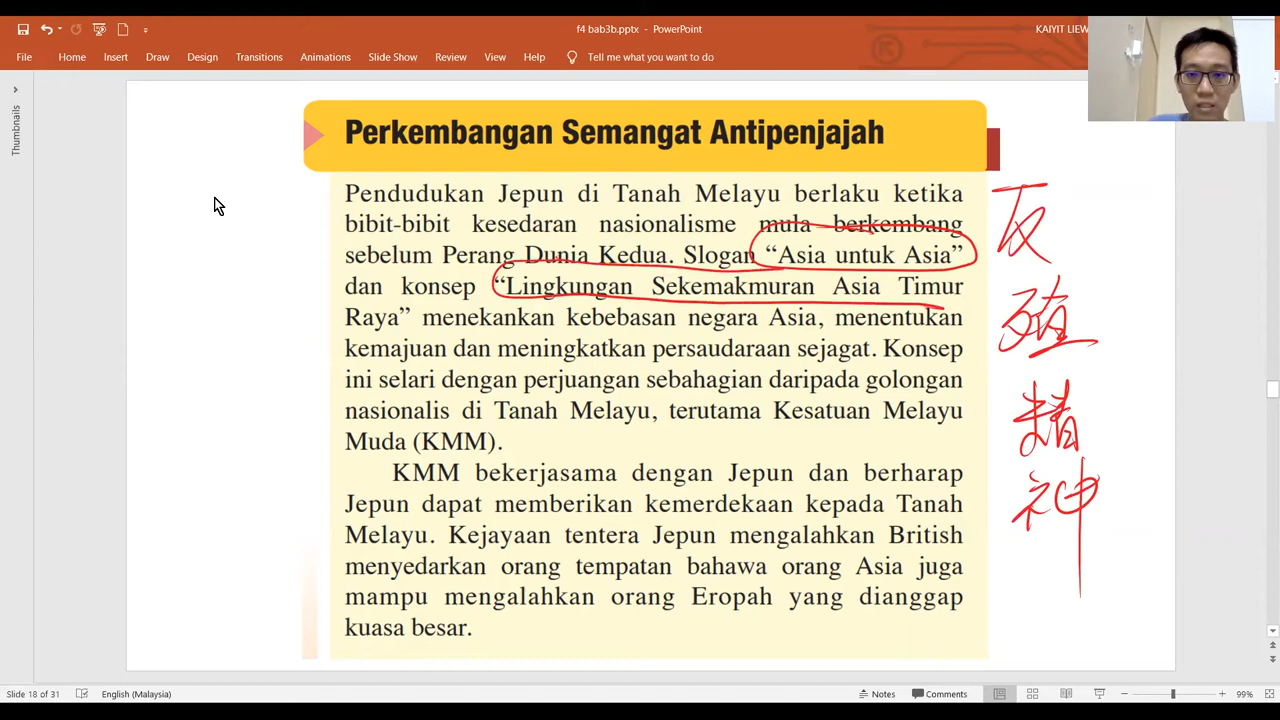 f4 bab3b.pptx - PowerPoint
KAIYIT LIEW
File Home Insert Draw Design Transitions Animations Slide Show Review View Help Tell me what you want to do
Thumbnails
Perkembangan Semangat Antipenjajah
Pendudukan Jepun di Tanah Melayu berlaku ketika
bibit-bibit kesedaran nasionalisme mula berkembang
sebelum Perang Dunia Kedua. Slogan “Asia untuk Asia”
dan konsep “Lingkungan Sekemakmuran Asia Timur
Raya” menekankan kebebasan negara Asia, menentukan
kemajuan dan meningkatkan persaudaraan sejagat. Konsep
ini selari dengan perjuangan sebahagian daripada golongan
nasionalis di Tanah Melayu, terutama Kesatuan Melayu
Muda (KMM).
KMM bekerjasama dengan Jepun dan berharap
Jepun dapat memberikan kemerdekaan kepada Tanah
Melayu. Kejayaan tentera Jepun mengalahkan British
menyedarkan orang tempatan bahawa orang Asia juga
mampu mengalahkan orang Eropah yang dianggap
kuasa besar.
反
殖
精
神
Slide 18 of 31 English (Malaysia) Notes Comments 99%